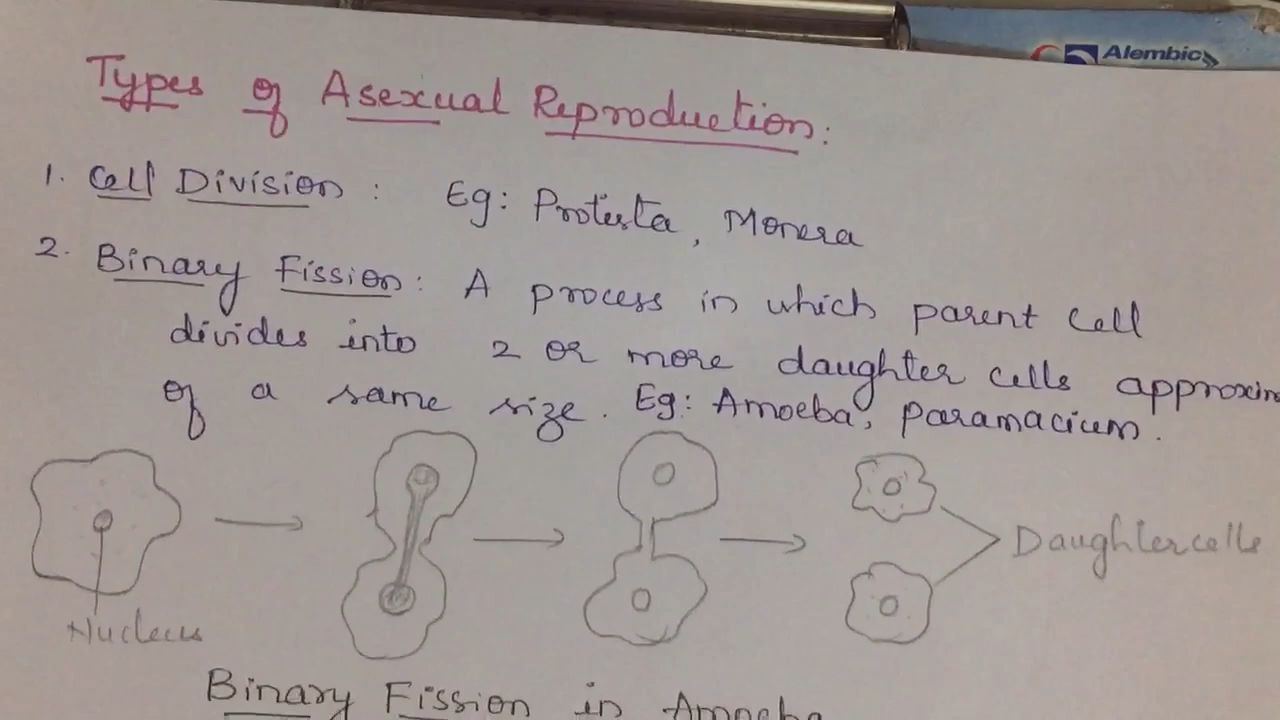 Alembic
Types of Asexual Reproduction:
1. Cell Division : Eg: Protista, Monera
2. Binary Fission: A process in which parent cell
divides into 2 or more daughter cells approxim
of a same size. Eg: Amoeba, paramacium.
Nucleus
Daughter cells
Binary Fission in Amoeba